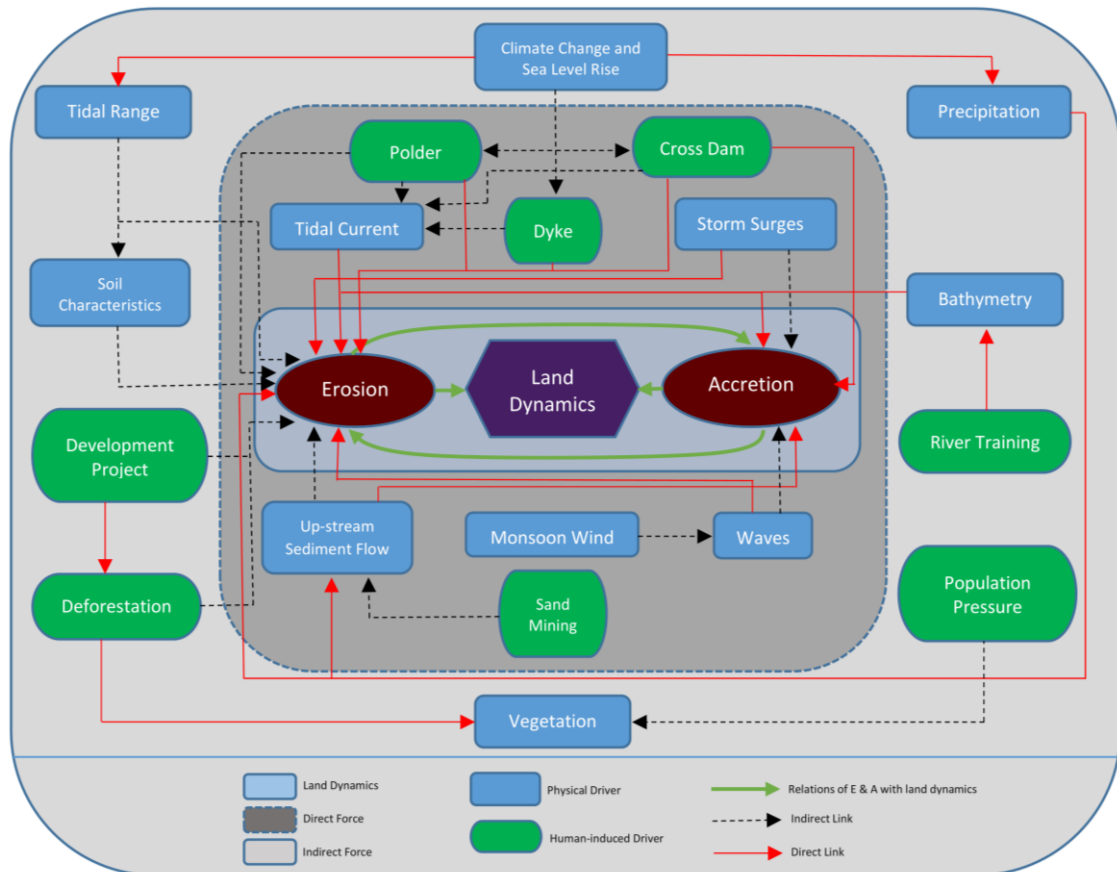 Climate Change and
Sea Level Rise
Tidal Range
Precipitation
Polder
Cross Dam
Tidal Current
Dyke
Storm Surges
Soil
Characteristics
Bathymetry
Erosion
Land
Dynamics
Accretion
Development
Project
River Training
Up-stream
Sediment Flow
Monsoon Wind
Waves
Deforestation
Sand
Mining
Population
Pressure
Vegetation
Land Dynamics
Physical Driver
Relations of E & A with land dynamics
Direct Force
Indirect Link
Human-induced Driver
Indirect Force
Direct Link